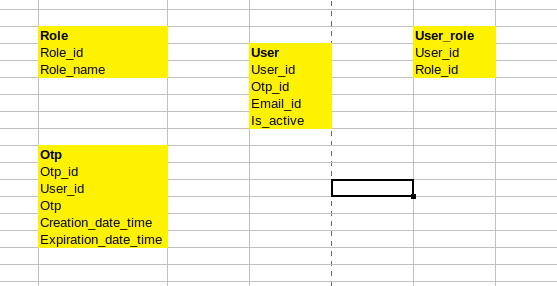 Role
Role_id
Role_name
User
User_id
Otp_id
Email_id
Is_active
User_role
User_id
Role_id
Otp
Otp_id
User_id
Otp
Creation_date_time
Expiration_date_time